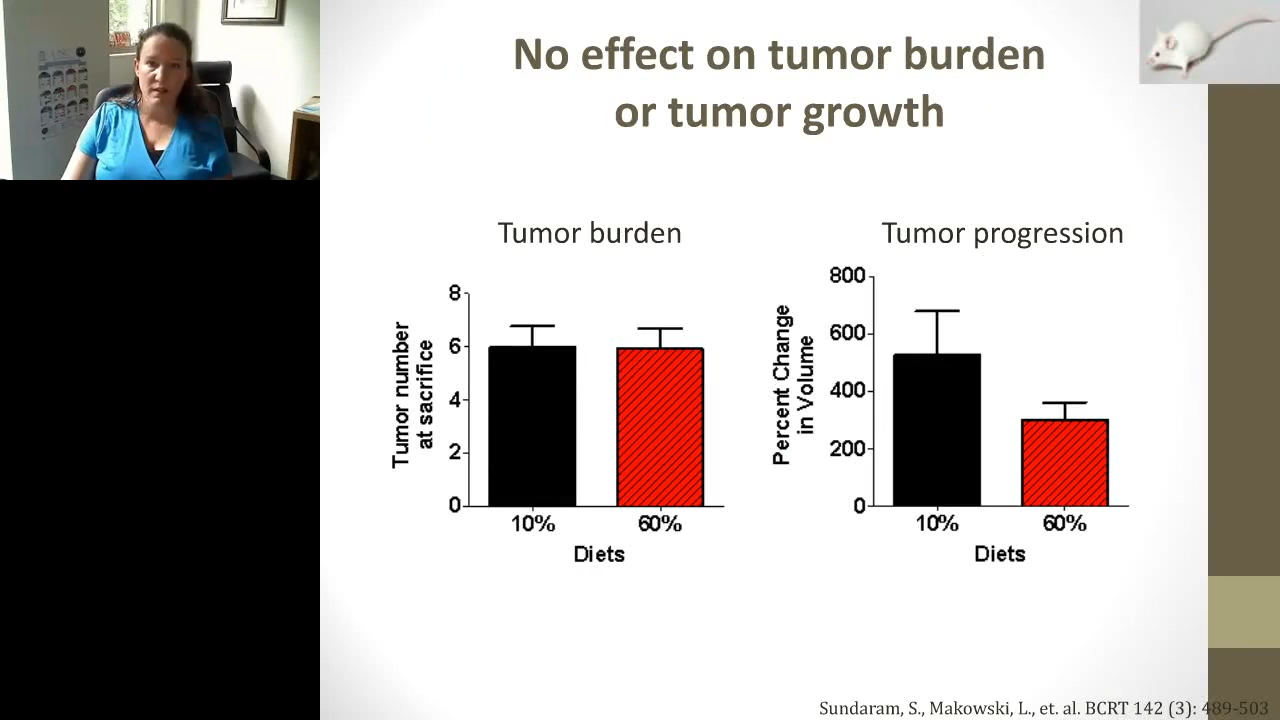 No effect on tumor burden
or tumor growth
Tumor burden
8
6
4
2
0
Tumor number
at sacrifice
10%
60%
Diets
Tumor progression
800
600
400
200
0
Percent Change
in Volume
10%
60%
Diets
Sundaram, S., Makowski, L., et. al. BCRT 142 (3): 489-503